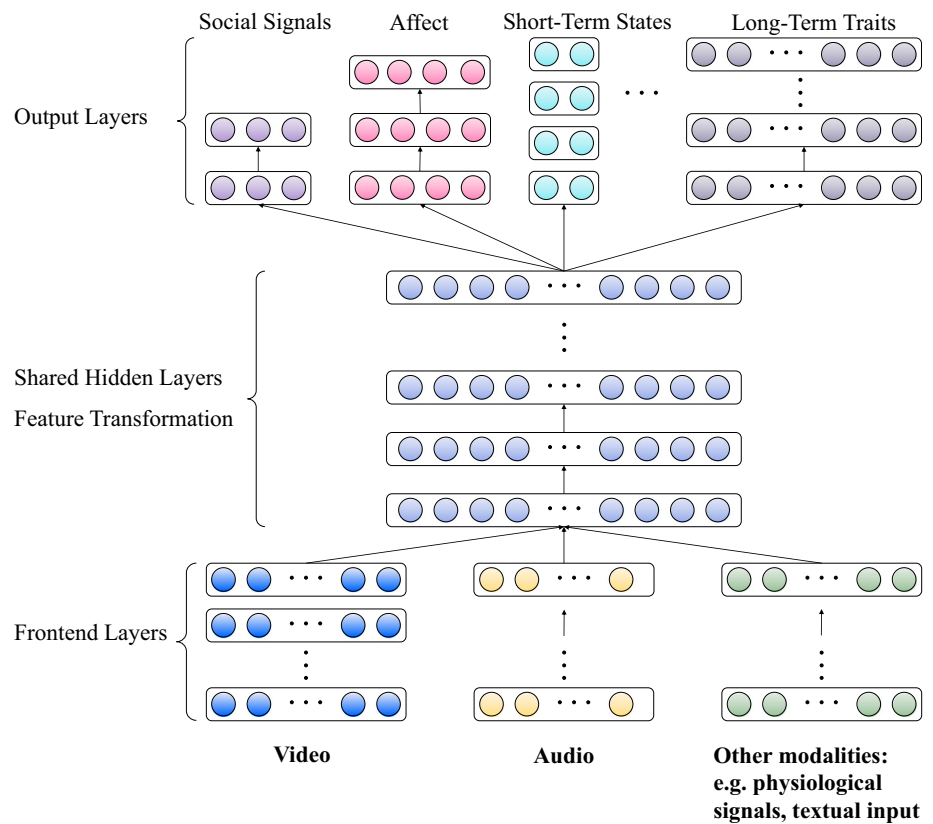 Social Signals
Affect
Short-Term States
Long-Term Traits
Output Layers
Shared Hidden Layers
Feature Transformation
Frontend Layers
Video
Audio
Other modalities:
e.g. physiological
signals, textual input